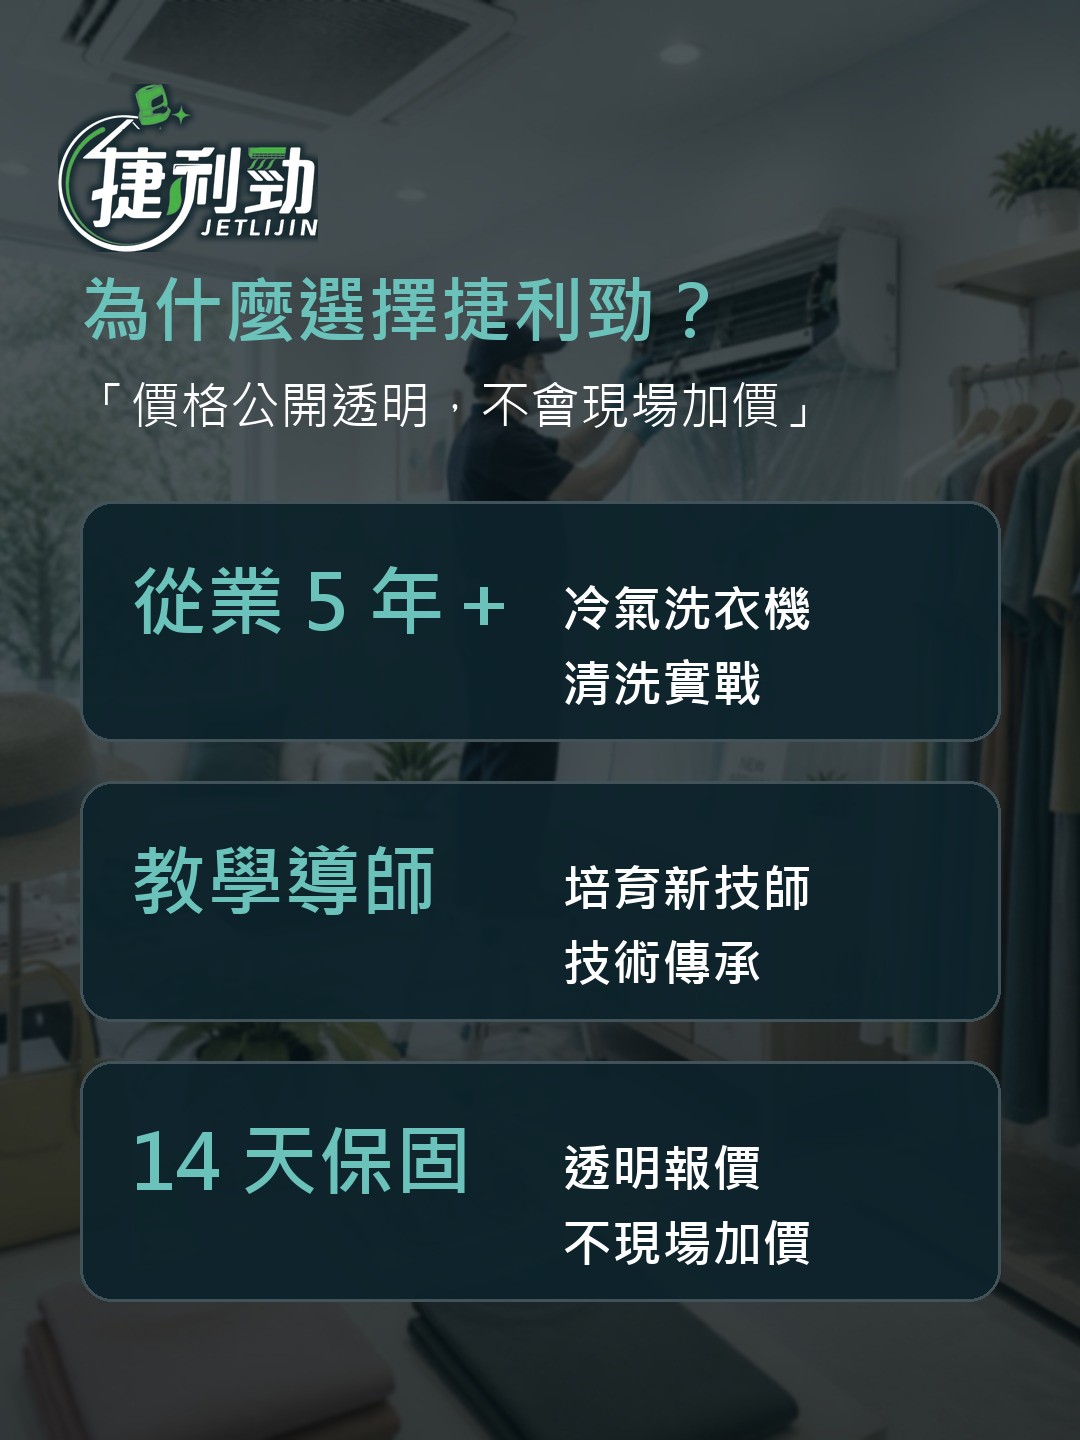 捷利勁
JETLIJIN
為什麼選擇捷利勁？
「價格公開透明，不會現場加價」
從業 5 年 +
冷氣洗衣機
清洗實戰
教學導師
培育新技師
技術傳承
14 天保固
透明報價
不現場加價